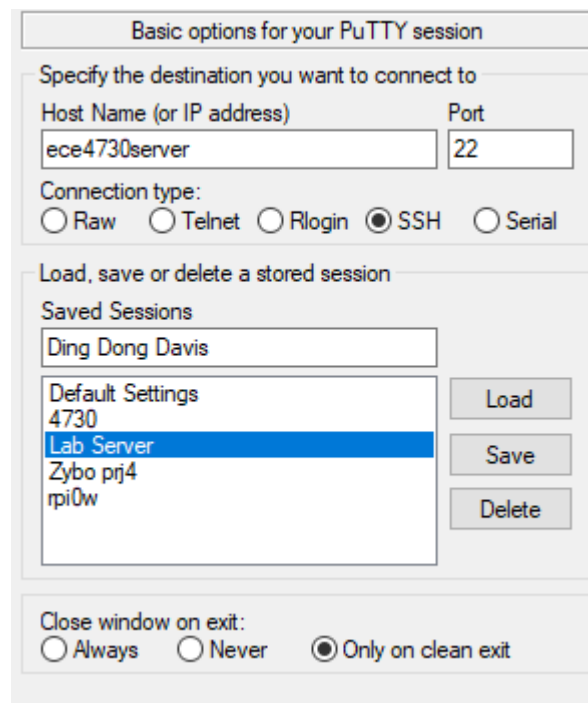 Basic options for your PuTTY session
Specify the destination you want to connect to
Host Name (or IP address) Port
ece4730server 22
Connection type:
Raw Telnet Rlogin SSH Serial
Load, save or delete a stored session
Saved Sessions
Ding Dong Davis
Default Settings
4730
Lab Server
Zybo prj4
rpi0w
Load
Save
Delete
Close window on exit:
Always Never Only on clean exit